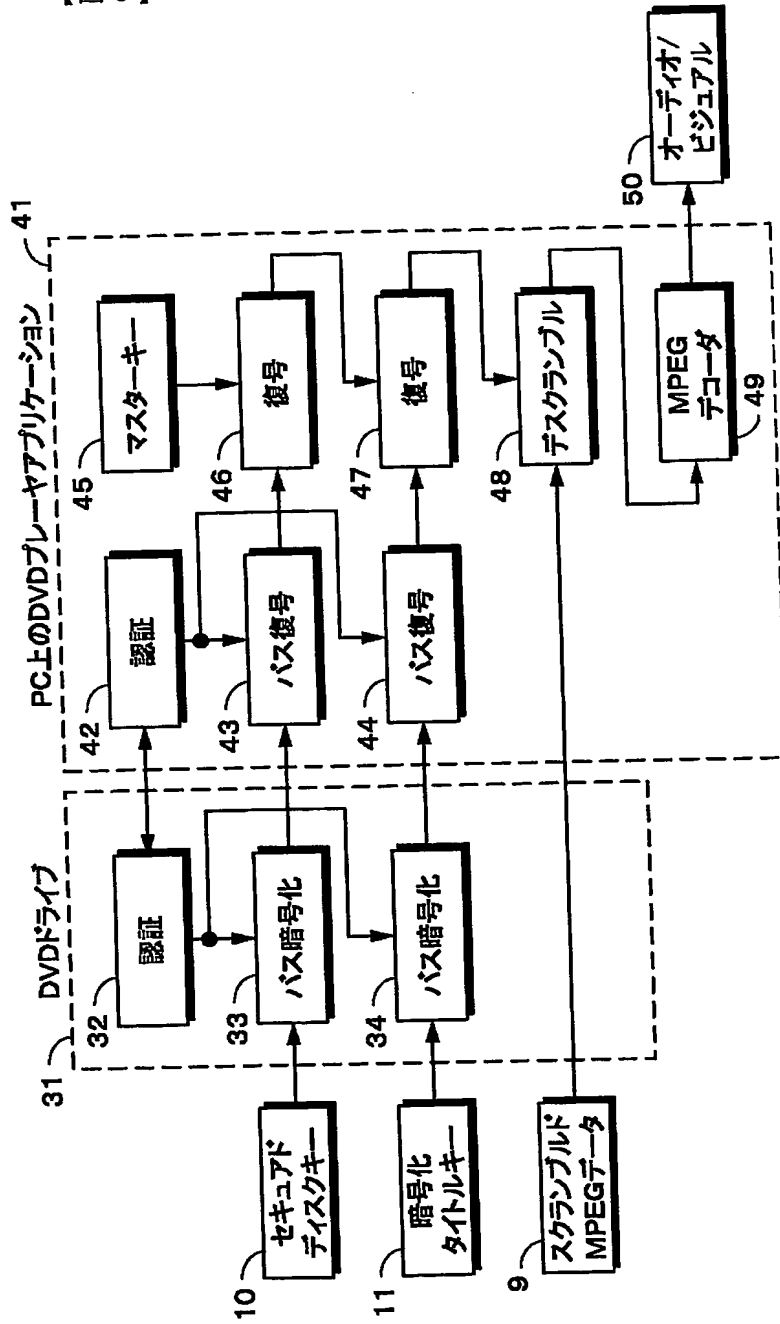 PC上のDVDプレーヤアプリケーション
41
DVDドライブ
31
32
認証
42
認証
45
マスターキー
10
セキュアド
ディスクキー
33
バス暗号化
43
バス復号
46
復号
11
暗号化
タイトルキー
34
バス暗号化
44
バス復号
47
復号
9
スクランブルド
MPEGデータ
48
デスクランブル
MPEG
デコーダ
49
50
オーディオ/
ビジュアル